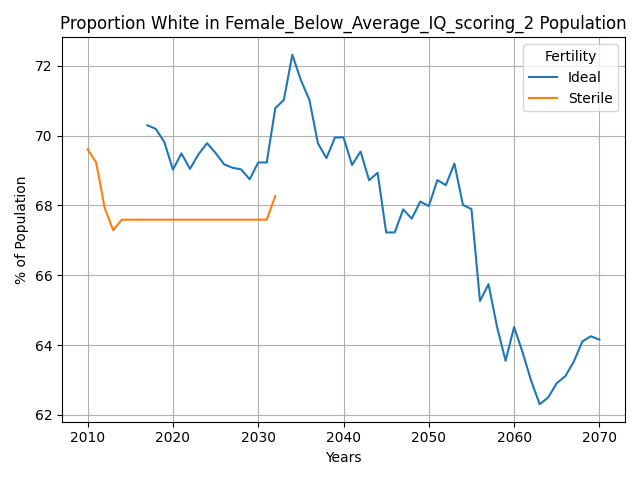 Proportion White in Female_Below_Average_IQ_scoring_2 Population
Fertility
Ideal
Sterile
% of Population
72
70
68
66
64
62
2010 2020 2030 2040 2050 2060 2070
Years